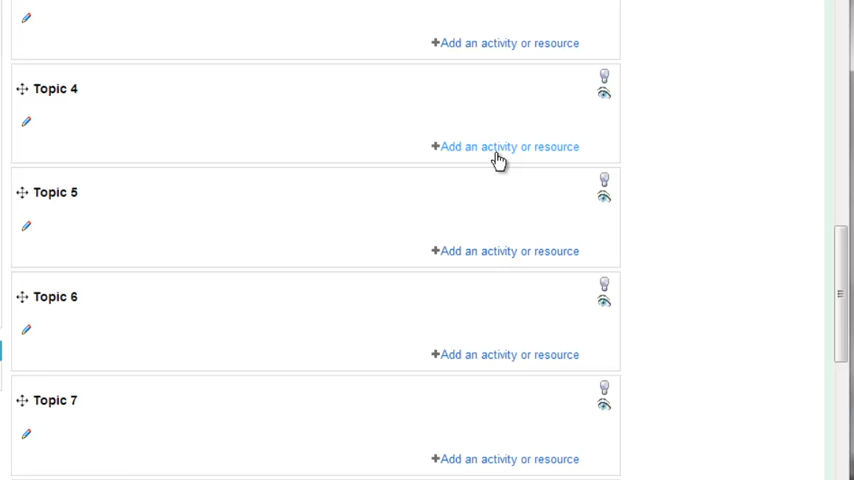 Add an activity or resource
Topic 4
Add an activity or resource
Topic 5
Add an activity or resource
Topic 6
Add an activity or resource
Topic 7
Add an activity or resource